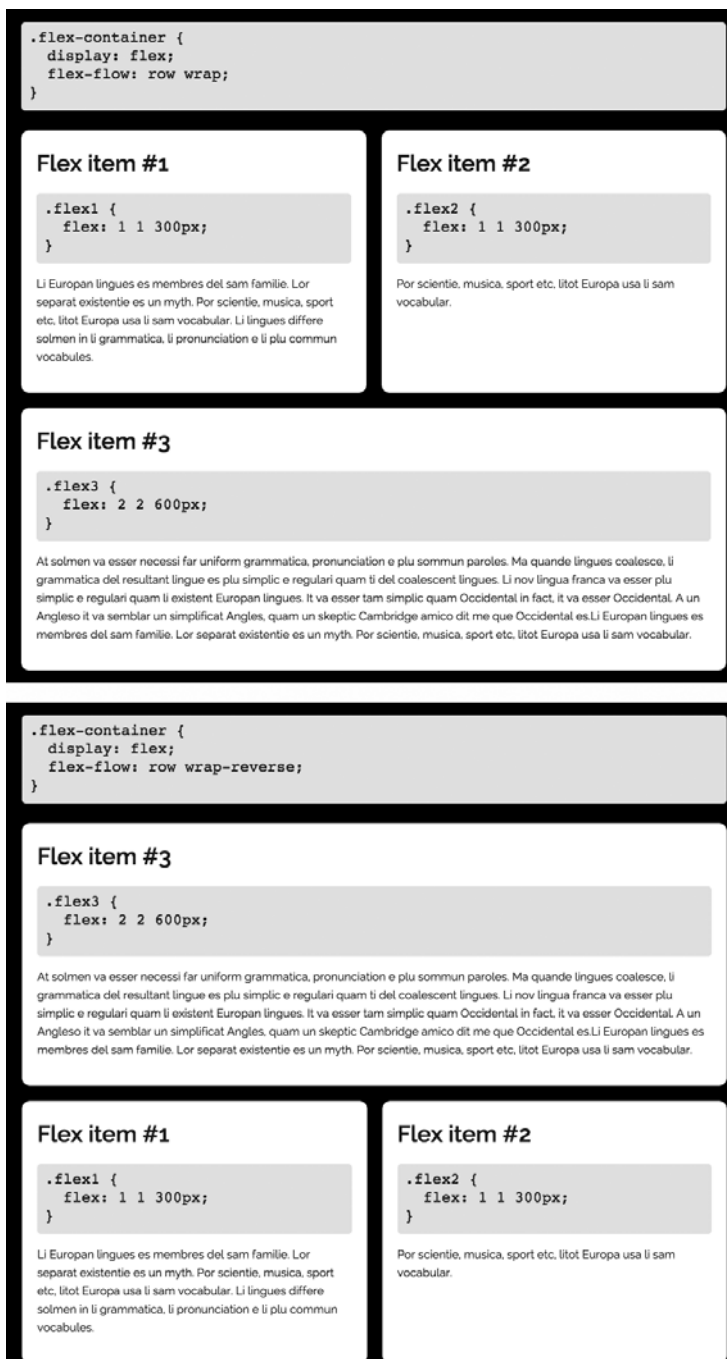 .flex-container {
display: flex;
flex-flow: row wrap;
}
Flex item #1
.flex1 {
flex: 1 1 300px;
}
Li Europan lingues es membres del sam familie. Lor
separat existentie es un myth. Por scientie, musica, sport
etc, litot Europa usa li sam vocabular. Li lingues differe
solmen in li grammatica, li pronunciation e li plu commun
vocabules.
Flex item #2
.flex2 {
flex: 1 1 300px;
}
Por scientie, musica, sport etc, litot Europa usa li sam
vocabular.
Flex item #3
.flex3 {
flex: 2 2 600px;
}
At solmen va esser necessi far uniform grammatica, pronunciation e plu sommun paroles. Ma quande lingues coalesce, li
grammatica del resultant lingue es plu simplic e regulari quam ti del coalescent lingues. Li nov lingua franca va esser plu
simplic e regulari quam li existent Europan lingues. It va esser tam simplic quam Occidental in fact, it va esser Occidental. A un
Angleso it va semblar un simplificat Angles, quam un skeptic Cambridge amico dit me que Occidental es.Li Europan lingues es
membres del sam familie. Lor separat existentie es un myth. Por scientie, musica, sport etc, litot Europa usa li sam vocabular.
.flex-container {
display: flex;
flex-flow: row wrap-reverse;
}
Flex item #3
.flex3 {
flex: 2 2 600px;
}
At solmen va esser necessi far uniform grammatica, pronunciation e plu sommun paroles. Ma quande lingues coalesce, li
grammatica del resultant lingue es plu simplic e regulari quam ti del coalescent lingues. Li nov lingua franca va esser plu
simplic e regulari quam li existent Europan lingues. It va esser tam simplic quam Occidental in fact, it va esser Occidental. A un
Angleso it va semblar un simplificat Angles, quam un skeptic Cambridge amico dit me que Occidental es.Li Europan lingues es
membres del sam familie. Lor separat existentie es un myth. Por scientie, musica, sport etc, litot Europa usa li sam vocabular.
Flex item #1
.flex1 {
flex: 1 1 300px;
}
Li Europan lingues es membres del sam familie. Lor
separat existentie es un myth. Por scientie, musica, sport
etc, litot Europa usa li sam vocabular. Li lingues differe
solmen in li grammatica, li pronunciation e li plu commun
vocabules.
Flex item #2
.flex2 {
flex: 1 1 300px;
}
Por scientie, musica, sport etc, litot Europa usa li sam
vocabular.